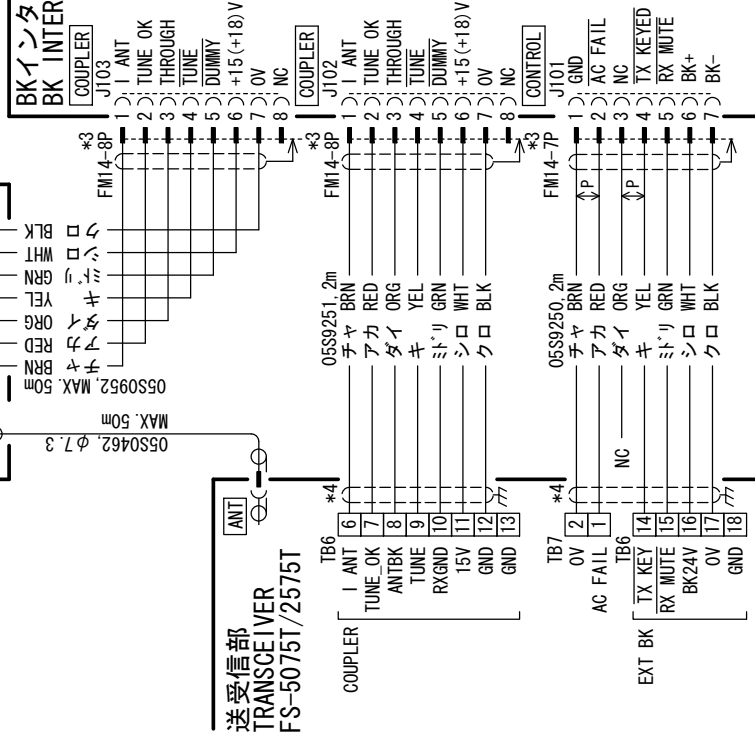 BKインタ
BK INTER
COUPLER
J103
*3
FM14-8P
1 I ANT
2 TUNE OK
3 THROUGH
4 TUNE
5 DUMMY
6 +15(+18)V
7 0V
8 NC
クロ BLK
シロ WHT
ミドリ GRN
キ YEL
ダイ ORG
アカ RED
チャ BRN
05S0952, MAX. 50m
MAX. 50m
05S0462, φ7.3
COUPLER
J102
*3
FM14-8P
1 I ANT
2 TUNE OK
3 THROUGH
4 TUNE
5 DUMMY
6 +15(+18)V
7 0V
8 NC
05S9251, 2m
チャ BRN
アカ RED
ダイ ORG
キ YEL
ミドリ GRN
シロ WHT
クロ BLK
CONTROL
J101
*3
FM14-7P
1 GND
2 AC FAIL
3 NC
4 TX KEYED
5 RX MUTE
6 BK+
7 BK-
P
P
05S9250, 2m
チャ BRN
アカ RED
ダイ ORG
キ YEL
ミドリ GRN
シロ WHT
クロ BLK
NC
送受信部
TRANSCEIVER
FS-5075T/2575T
ANT
COUPLER
TB6
*4
I ANT 6
TUNE_OK 7
ANTBK 8
TUNE 9
RXGND 10
15V 11
GND 12
GND 13
TB7
*4
0V 2
AC FAIL 1
TB6
EXT BK
TX KEY 14
RX MUTE 15
BK24V 16
0V 17
GND 18